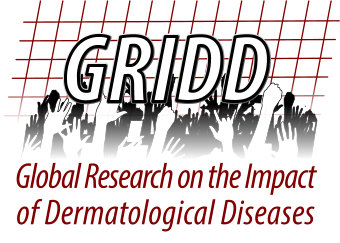 GRIDD
Global Research on the Impact
of Dermatological Diseases